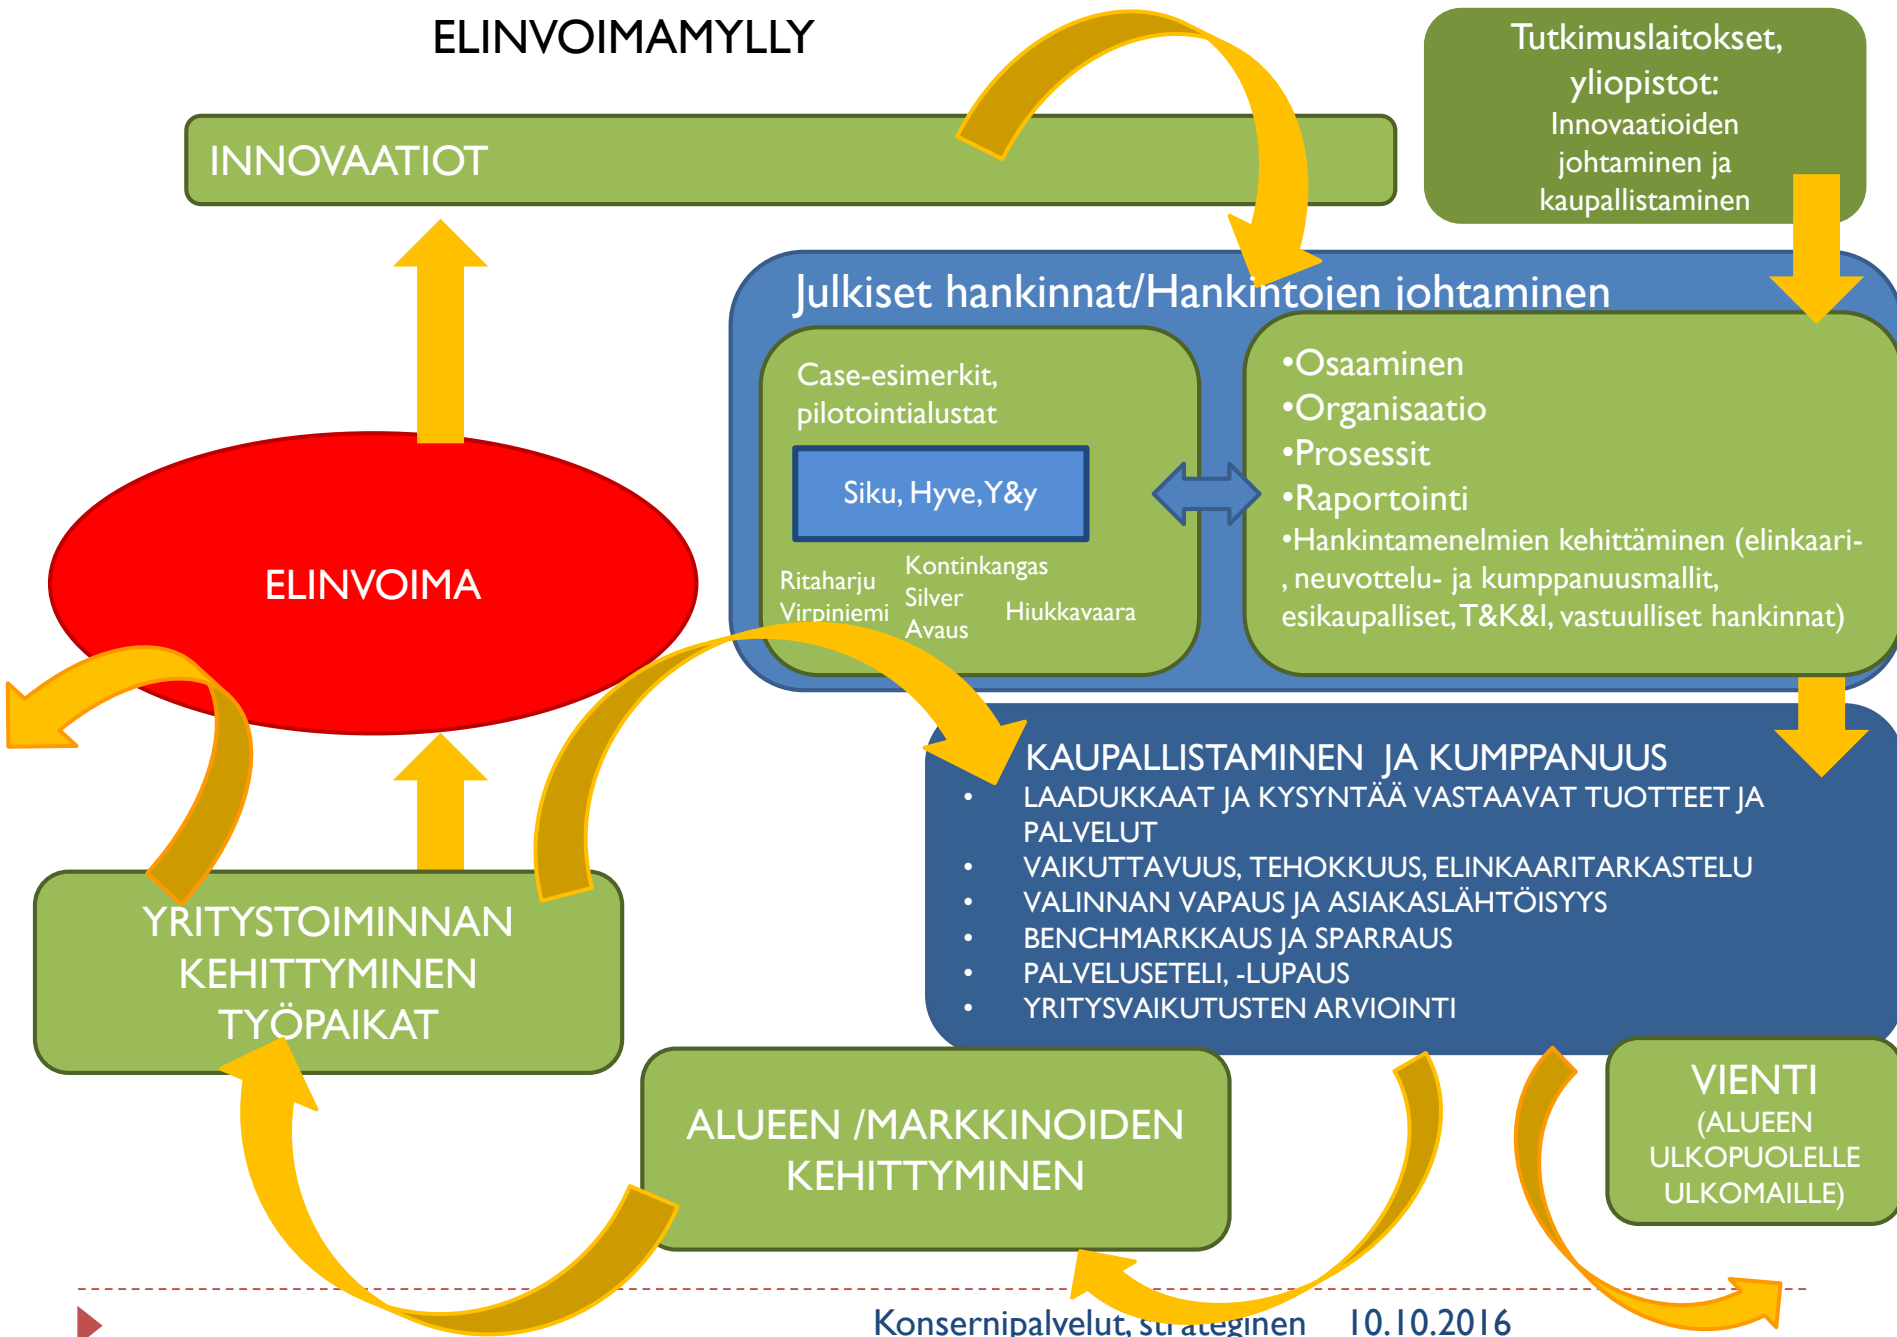 ELINVOIMAMYLLY
Tutkimuslaitokset,
yliopistot:
Innovaatioiden
johtaminen ja
kaupallistaminen
INNOVAATIOT
Julkiset hankinnat/Hankintojen johtaminen
Case-esimerkit,
pilotointialustat
Siku, Hyve, Y&y
Ritaharju
Virpiniemi
Kontinkangas
Silver
Avaus
Hiukkavaara
•Osaaminen
•Organisaatio
•Prosessit
•Raportointi
•Hankintamenelmien kehittäminen (elinkaari-
, neuvottelu- ja kumppanuusmallit,
esikaupalliset, T&K&I, vastuulliset hankinnat)
ELINVOIMA
KAUPALLISTAMINEN JA KUMPPANUUS
• LAADUKKAAT JA KYSYNTÄÄ VASTAAVAT TUOTTEET JA
PALVELUT
• VAIKUTTAVUUS, TEHOKKUUS, ELINKAARITARKASTELU
• VALINNAN VAPAUS JA ASIAKASLÄHTÖISYYS
• BENCHMARKKAUS JA SPARRAUS
• PALVELUSETELI, -LUPAUS
• YRITYSVAIKUTUSTEN ARVIOINTI
YRITYSTOIMINNAN
KEHITTYMINEN
TYÖPAIKAT
ALUEEN /MARKKINOIDEN
KEHITTYMINEN
VIENTI
(ALUEEN
ULKOPUOLELLE
ULKOMAILLE)
Konsernipalvelut, strateginen
10.10.2016